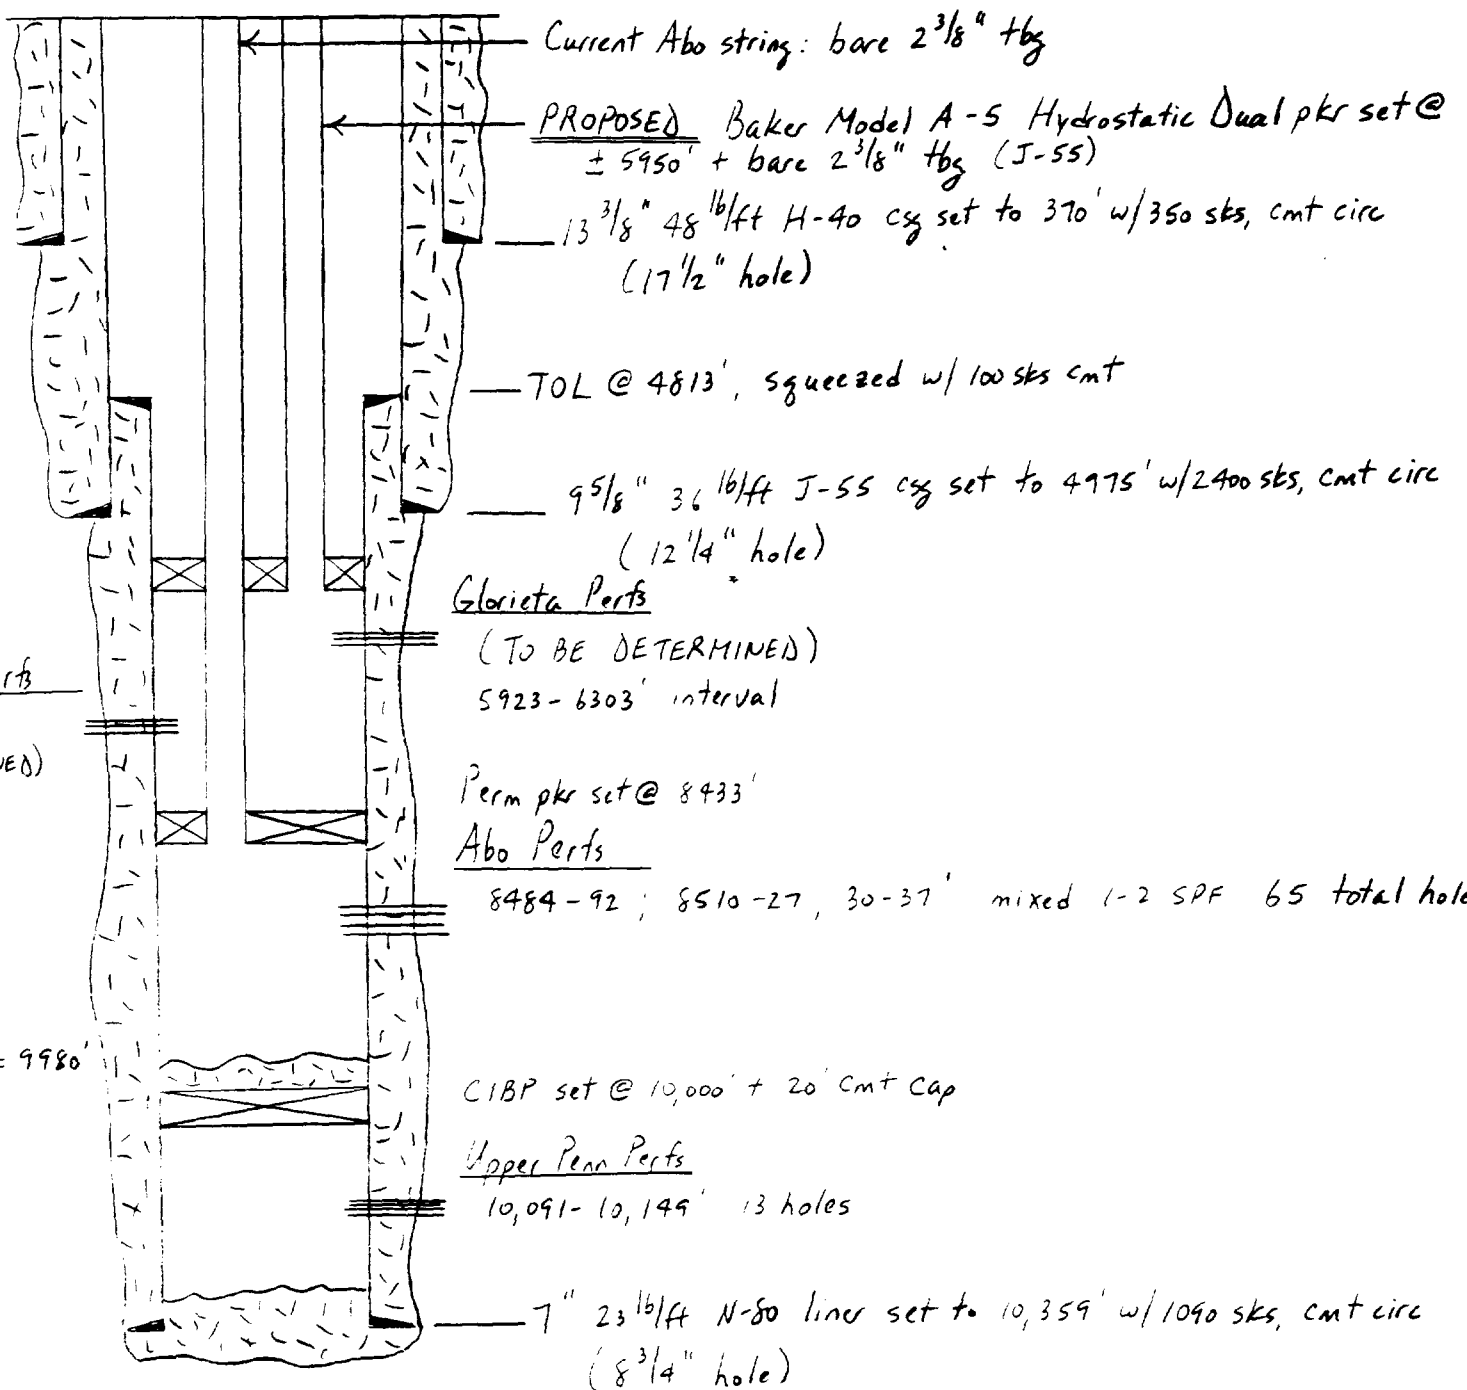 Current Abo string: bare 2 3/8" tbg
PROPOSED Baker Model A-5 Hydrostatic Dual pkr set @
± 5950' + bare 2 3/8" tbg (J-55)
13 3/8" 48 lb/ft H-40 csg set to 370' w/350 sks, cmt circ
(17 1/2" hole)
TOL @ 4813', squeezed w/ 100 sks cmt
9 5/8" 36 lb/ft J-55 csg set to 4975' w/2400 sks, cmt circ
(12 1/4" hole)
Glorieta Perfs
(TO BE DETERMINED)
5923-6303' interval
rfs
NED)
Perm pkr set @ 8433'
Abo Perfs
8484-92; 8510-27, 30-37' mixed 1-2 SPF 65 total hole
= 9980'
CIBP set @ 10,000' + 20' cmt cap
Upper Penn Perfs
10,091-10,149' 13 holes
7" 23 lb/ft N-80 liner set to 10,359' w/1090 sks, cmt circ
(8 3/4" hole)